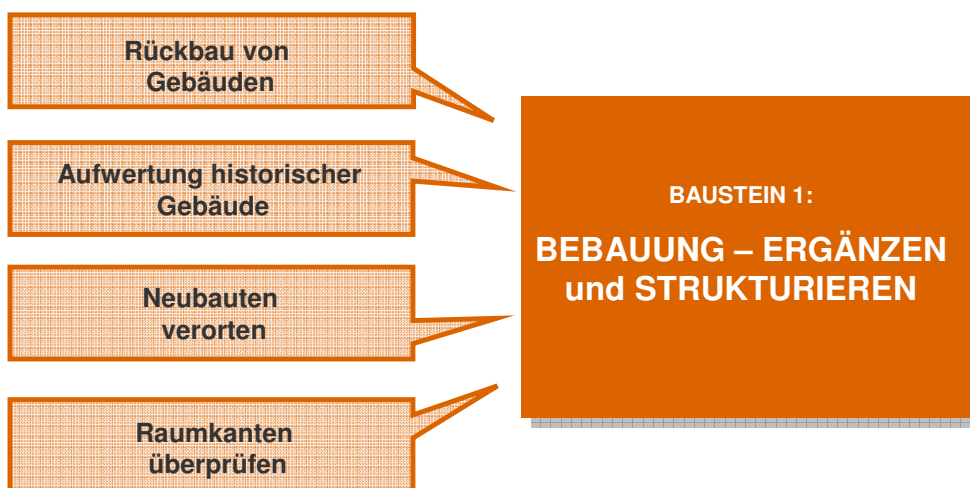 Rückbau von
Gebäuden
Aufwertung historischer
Gebäude
Neubauten
verorten
Raumkanten
überprüfen
BAUSTEIN 1:
BEBAUUNG – ERGÄNZEN
und STRUKTURIEREN